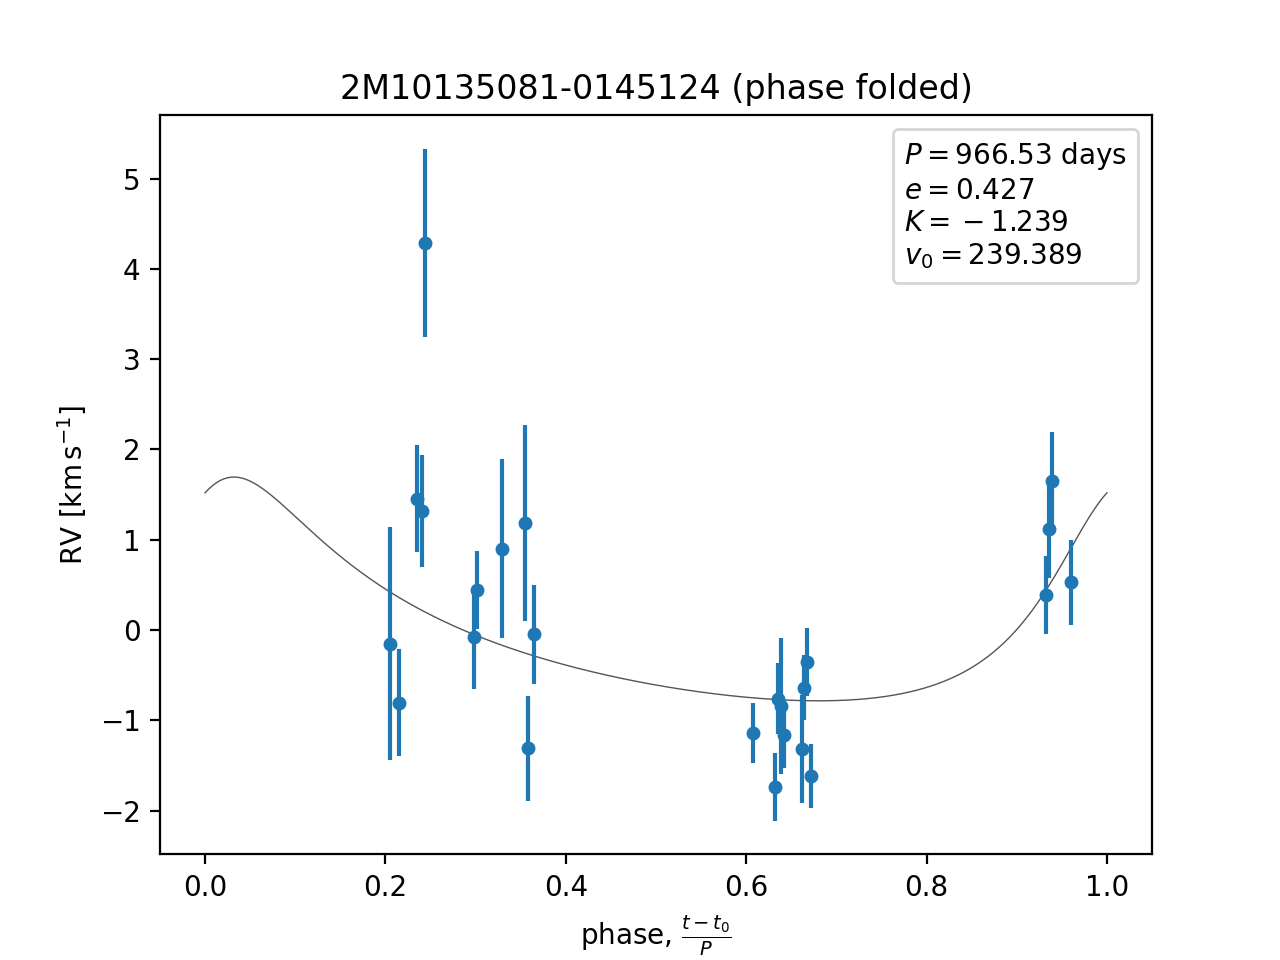 2M10135081-0145124 (phase folded)
P = 966.53 days
e = 0.427
K = −1.239
v₀ = 239.389
RV [km s⁻¹]
5
4
3
2
1
0
−1
−2
0.0 0.2 0.4 0.6 0.8 1.0
phase, (t − t₀)/P